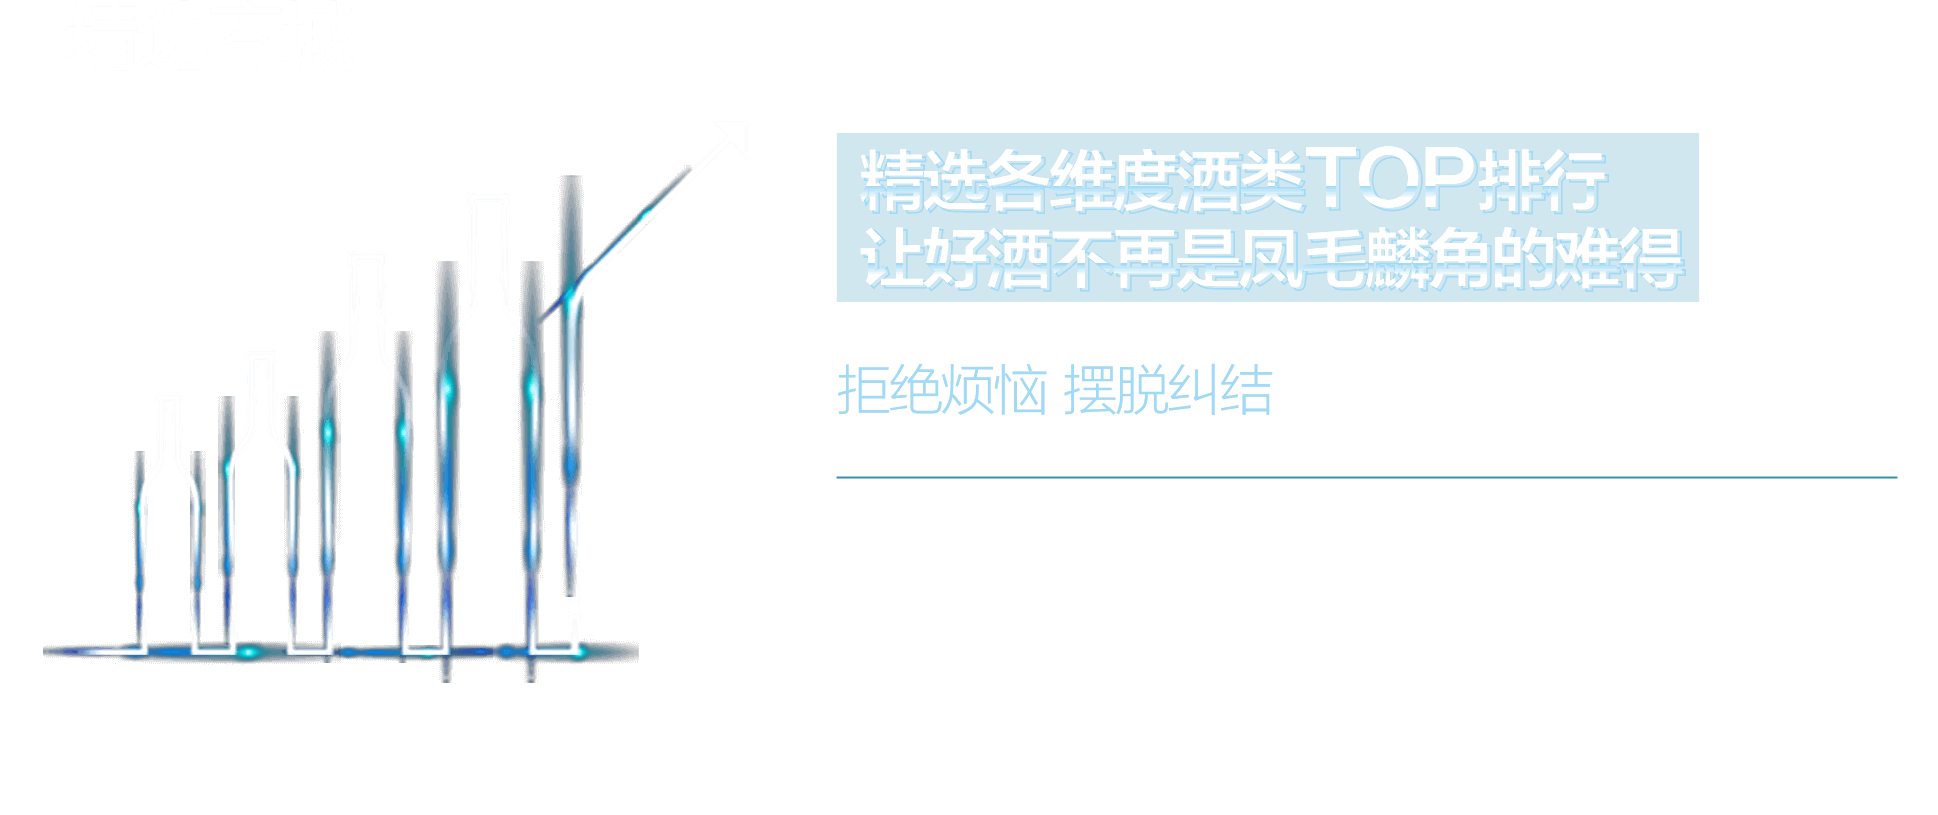 精选各维度酒类TOP排行
让好酒不再是凤毛麟角的难得
拒绝烦恼 摆脱纠结